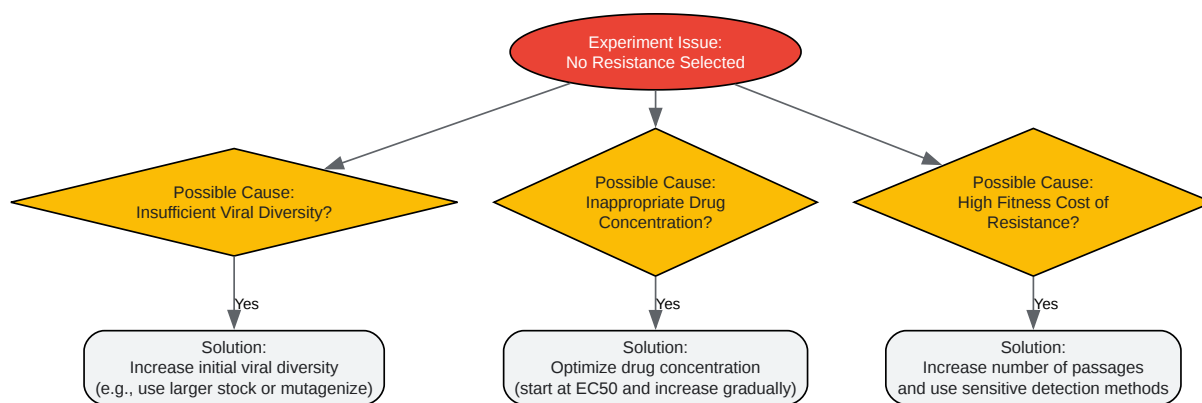 Experiment Issue:
No Resistance Selected
Possible Cause:
Insufficient Viral Diversity?
Possible Cause:
Inappropriate Drug
Concentration?
Possible Cause:
High Fitness Cost of
Resistance?
Yes
Yes
Yes
Solution:
Increase initial viral diversity
(e.g., use larger stock or mutagenize)
Solution:
Optimize drug concentration
(start at EC50 and increase gradually)
Solution:
Increase number of passages
and use sensitive detection methods